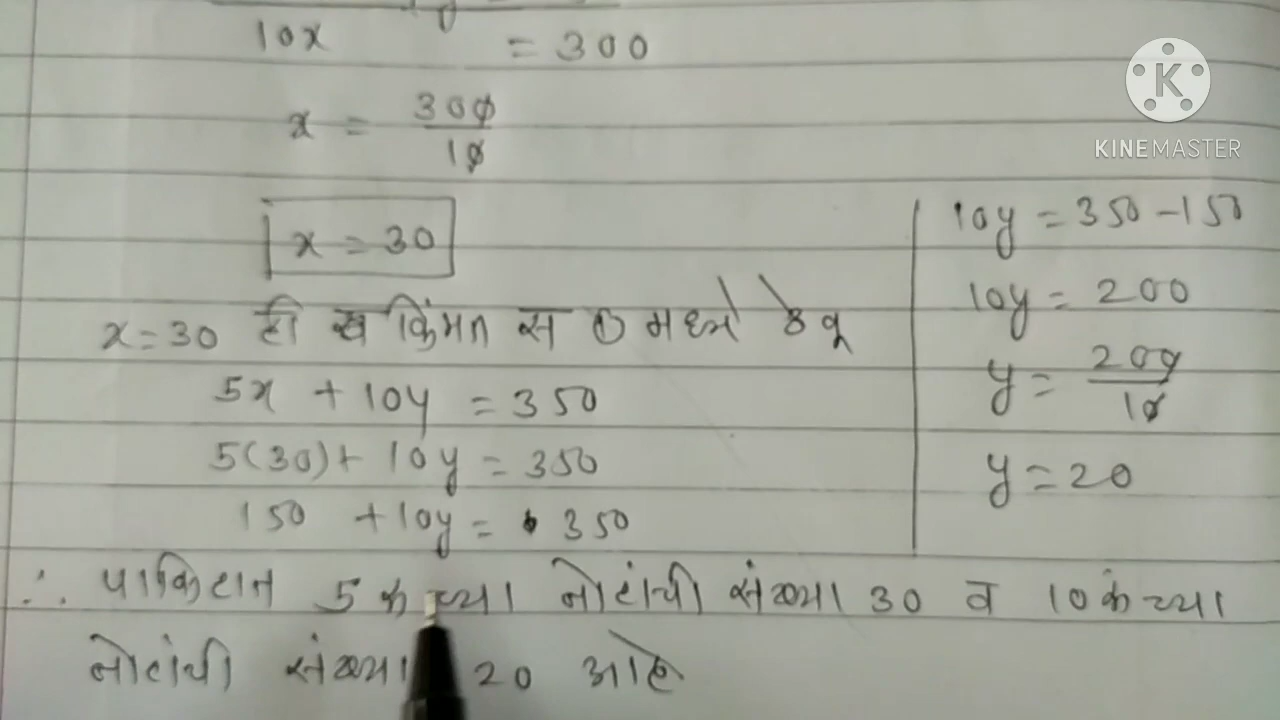 10x = 300
x = 300/10
x = 30
x = 30 ही किंमत स ① मध्ये ठेवू
5x + 10y = 350
5(30) + 10y = 350
150 + 10y = 350
10y = 350 - 150
10y = 200
y = 200/10
y = 20
∴ पाकिटात 5 रु च्या नोटांची संख्या 30 व 10 रु च्या
नोटांची संख्या 20 आहे
K
KINEMASTER